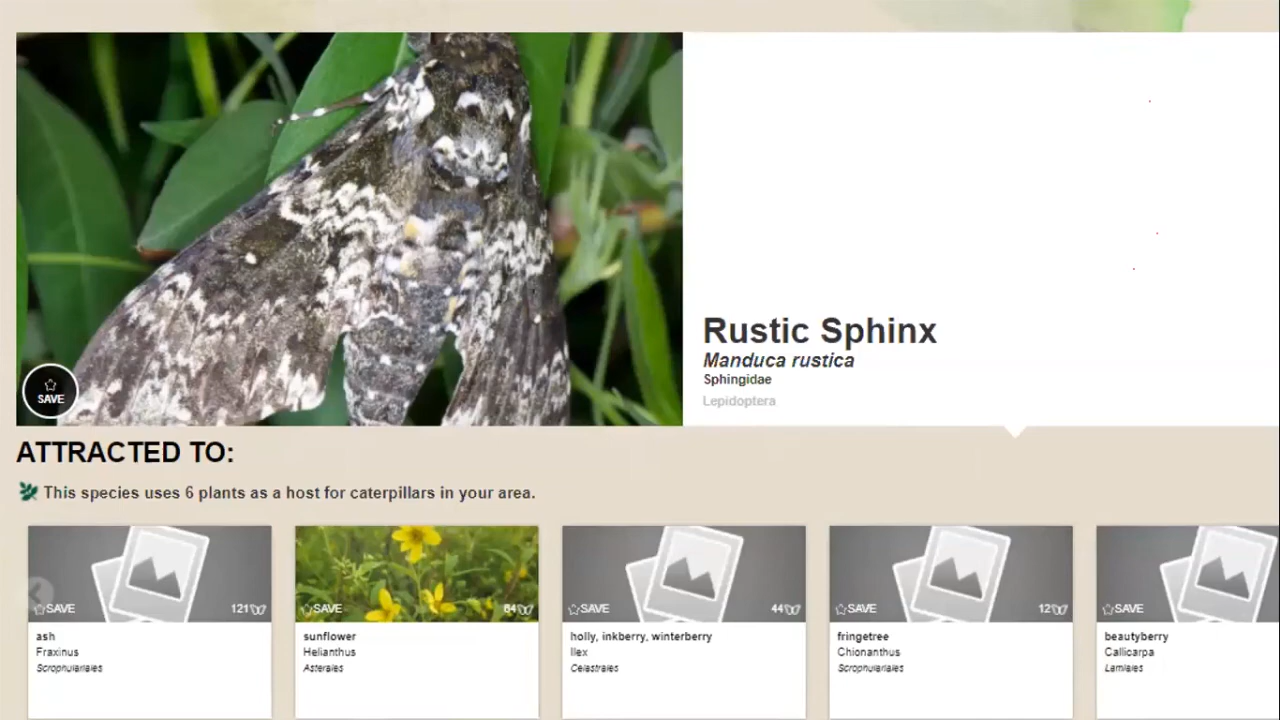 SAVE
Rustic Sphinx
Manduca rustica
Sphingidae
Lepidoptera
ATTRACTED TO:
This species uses 6 plants as a host for caterpillars in your area.
SAVE 121
ash
Fraxinus
Scrophulariales
SAVE 64
sunflower
Helianthus
Asterales
SAVE 44
holly, inkberry, winterberry
Ilex
Celastrales
SAVE 12
fringetree
Chionanthus
Scrophulariales
SAVE
beautyberry
Callicarpa
Lamiales